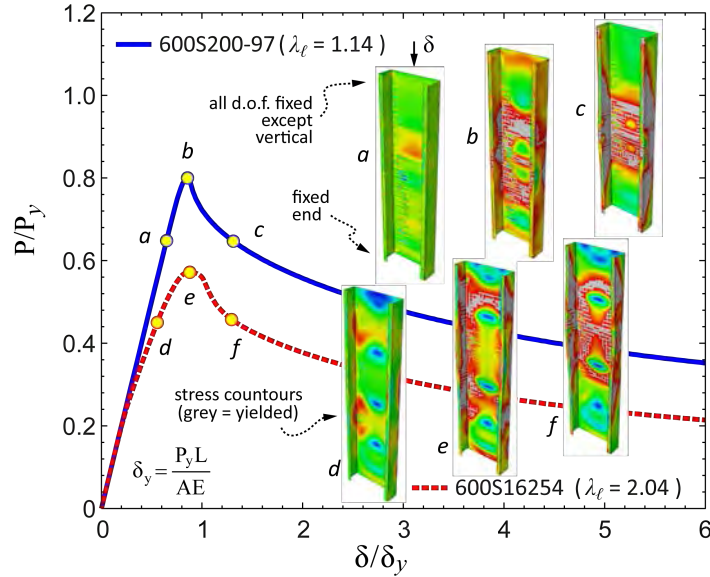 1.2
1.0
0.8
0.6
0.4
0.2
0
P/Py
600S200-97 (λℓ = 1.14)
δ
all d.o.f. fixed
except
vertical
fixed
end
a
b
c
a
b
c
d
e
f
stress countours
(grey = yielded)
d
e
f
δy = PyL
AE
600S16254 (λℓ = 2.04)
0 1 2 3 4 5 6
δ/δy